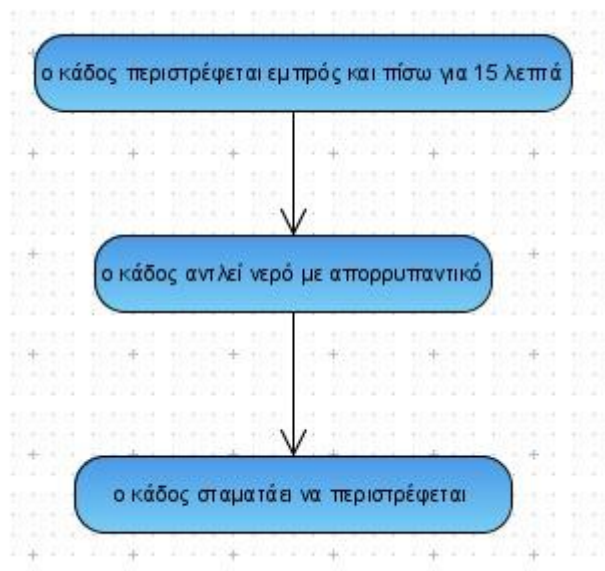 ο κάδος περιστρέφεται εμπρός και πίσω για 15 λεπτά
ο κάδος αντλεί νερό με απορρυπαντικό
ο κάδος σταματάει να περιστρέφεται